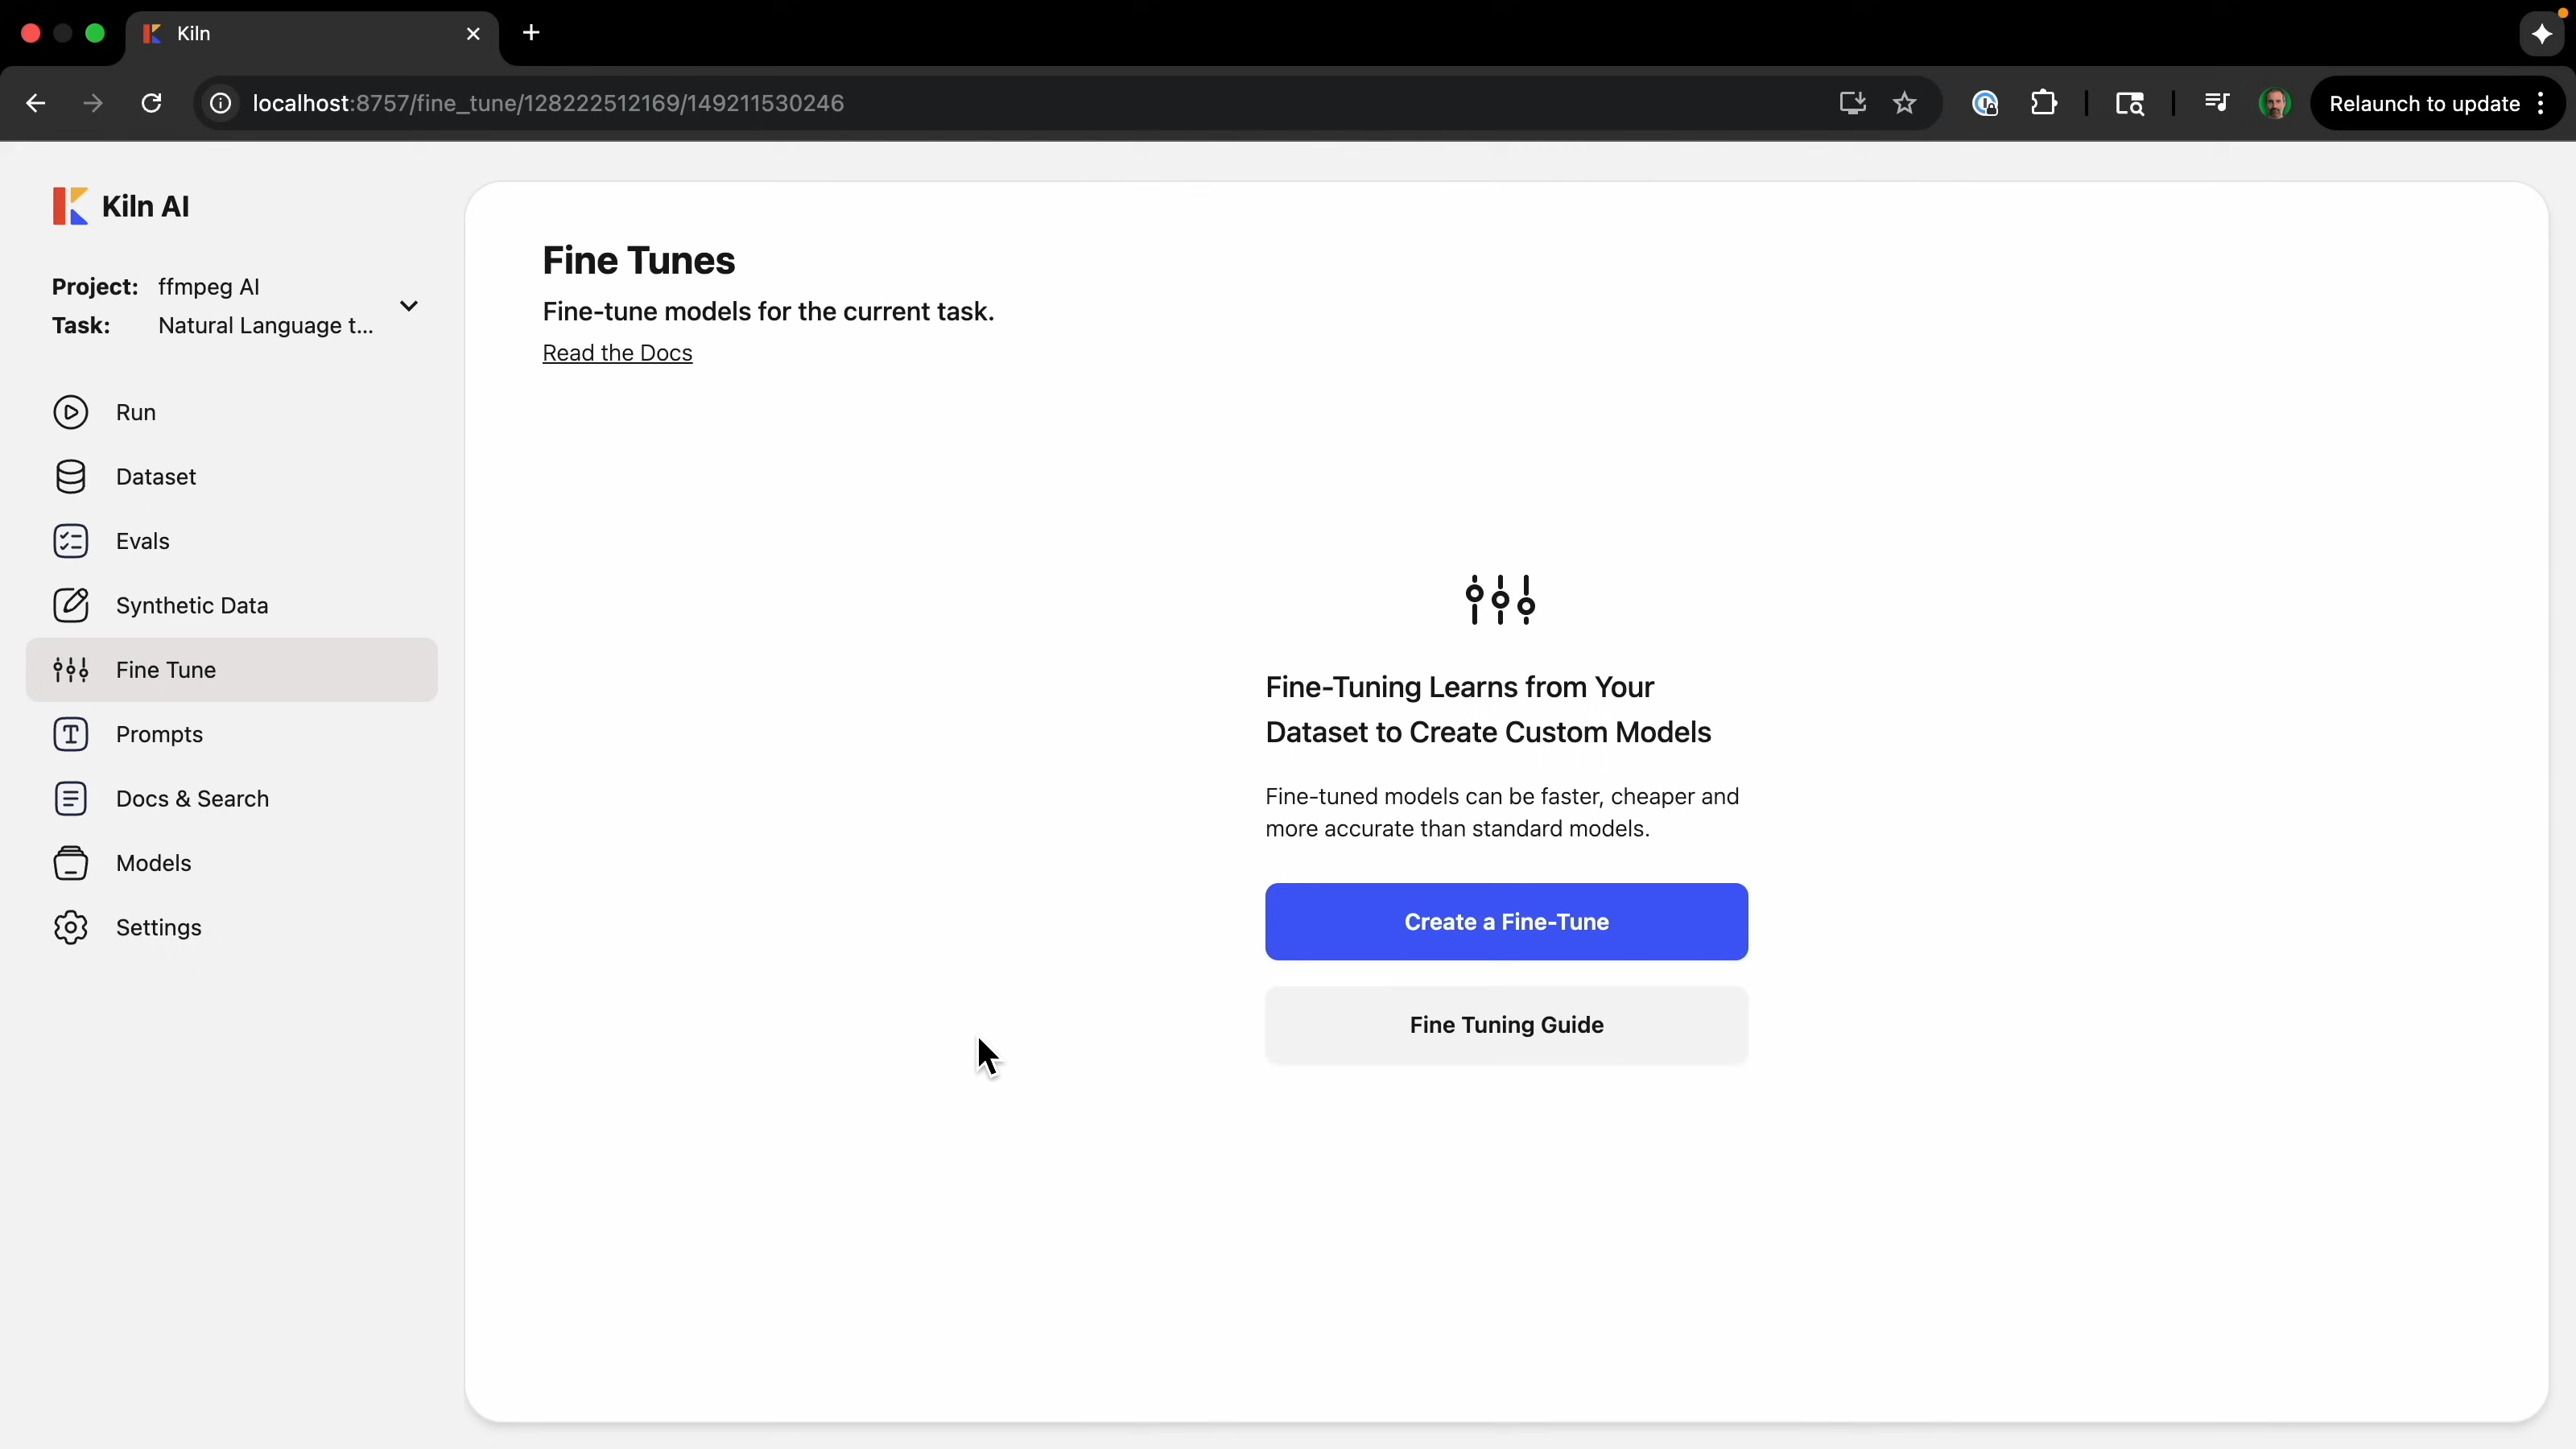 Kiln
localhost:8757/fine_tune/128222512169/149211530246
Relaunch to update
Kiln AI
Project: ffmpeg AI
Task: Natural Language t...
Run
Dataset
Evals
Synthetic Data
Fine Tune
Prompts
Docs & Search
Models
Settings
Fine Tunes
Fine-tune models for the current task.
Read the Docs
Fine-Tuning Learns from Your
Dataset to Create Custom Models
Fine-tuned models can be faster, cheaper and
more accurate than standard models.
Create a Fine-Tune
Fine Tuning Guide